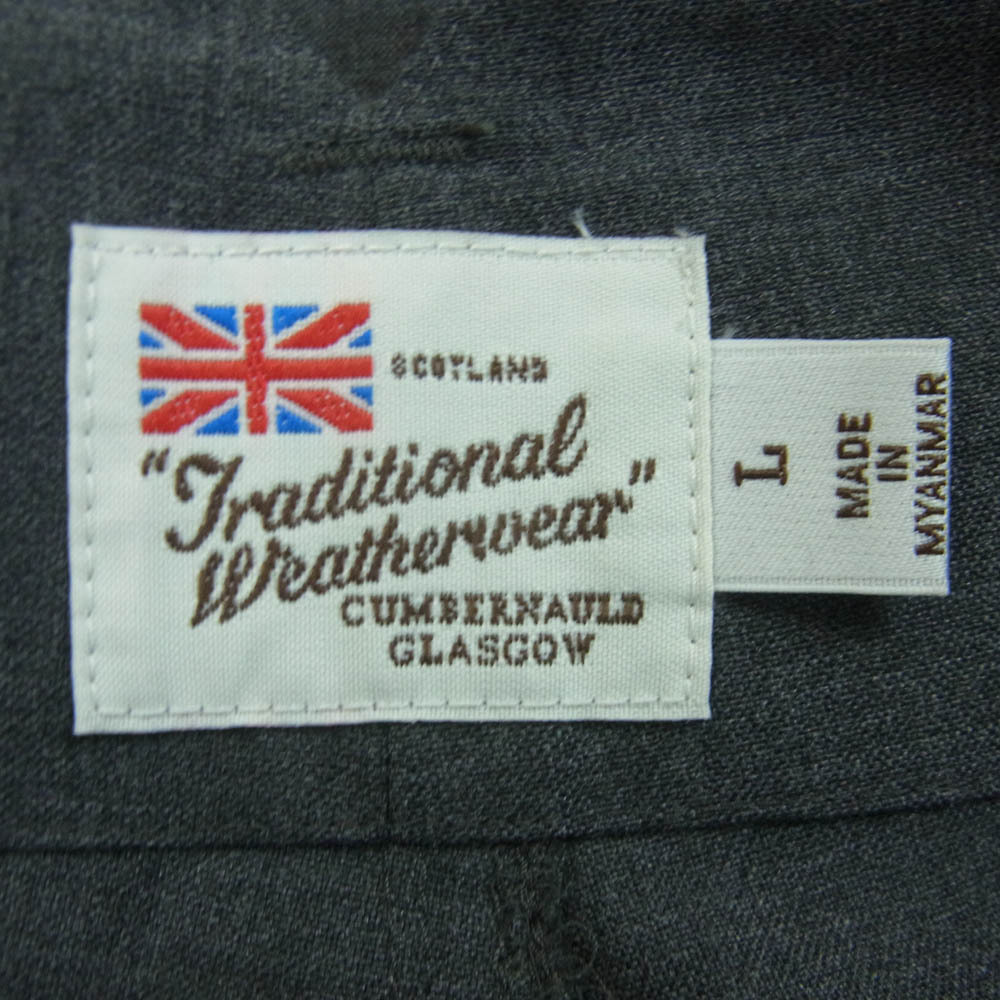 SCOTLAND
"Traditional
Weatherwear"
CUMBERNAULD
GLASGOW
L
MADE
IN
MYANMAR